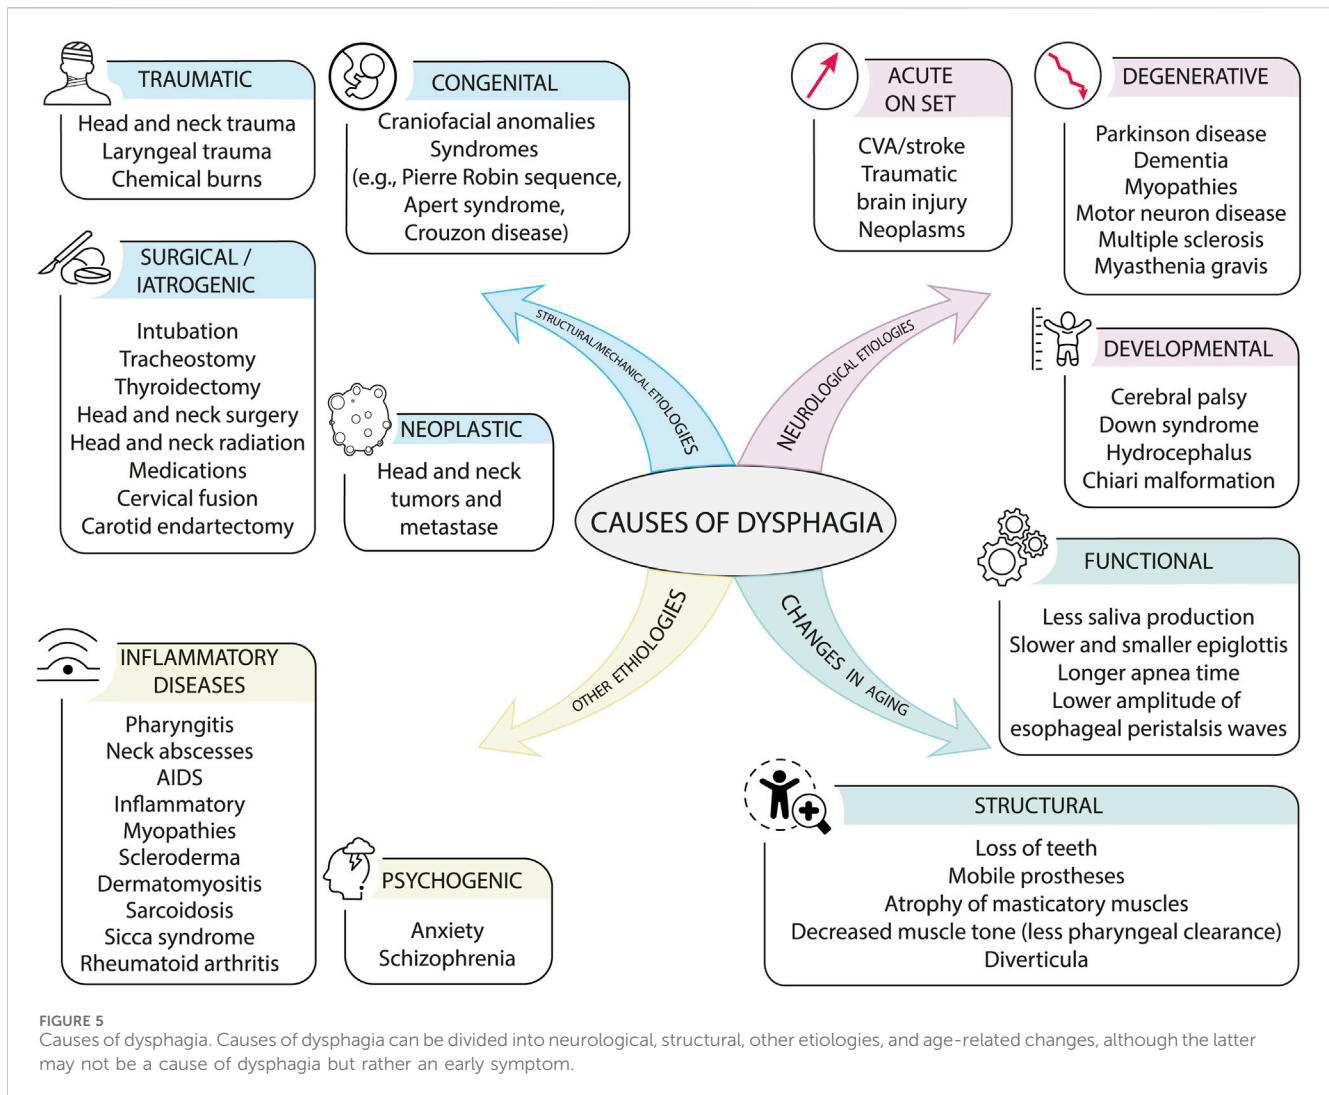 TRAUMATIC
Head and neck trauma
Laryngeal trauma
Chemical burns
CONGENITAL
Craniofacial anomalies
Syndromes
(e.g., Pierre Robin sequence,
Apert syndrome,
Crouzon disease)
SURGICAL /
IATROGENIC
Intubation
Tracheostomy
Thyroidectomy
Head and neck surgery
Head and neck radiation
Medications
Cervical fusion
Carotid endartectomy
NEOPLASTIC
Head and neck
tumors and
metastase
STRUCTURAL/MECHANICAL ETIOLOGIES
ACUTE
ON SET
CVA/stroke
Traumatic
brain injury
Neoplasms
DEGENERATIVE
Parkinson disease
Dementia
Myopathies
Motor neuron disease
Multiple sclerosis
Myasthenia gravis
DEVELOPMENTAL
Cerebral palsy
Down syndrome
Hydrocephalus
Chiari malformation
NEUROLOGICAL ETIOLOGIES
CAUSES OF DYSPHAGIA
OTHER ETHIOLOGIES
INFLAMMATORY
DISEASES
Pharyngitis
Neck abscesses
AIDS
Inflammatory
Myopathies
Scleroderma
Dermatomyositis
Sarcoidosis
Sicca syndrome
Rheumatoid arthritis
PSYCHOGENIC
Anxiety
Schizophrenia
CHANGES IN AGING
FUNCTIONAL
Less saliva production
Slower and smaller epiglottis
Longer apnea time
Lower amplitude of
esophageal peristalsis waves
STRUCTURAL
Loss of teeth
Mobile prostheses
Atrophy of masticatory muscles
Decreased muscle tone (less pharyngeal clearance)
Diverticula
FIGURE 5
Causes of dysphagia. Causes of dysphagia can be divided into neurological, structural, other etiologies, and age-related changes, although the latter
may not be a cause of dysphagia but rather an early symptom.